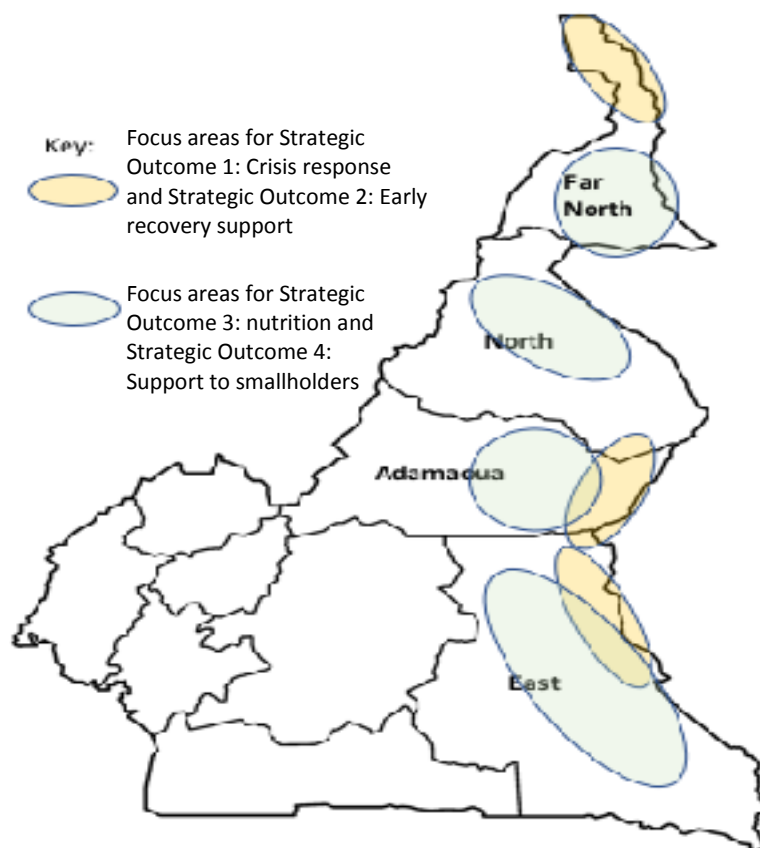 Key:
Focus areas for Strategic
Outcome 1: Crisis response
and Strategic Outcome 2: Early
recovery support
Focus areas for Strategic
Outcome 3: nutrition and
Strategic Outcome 4:
Support to smallholders
Far
North
North
Adamaoua
East